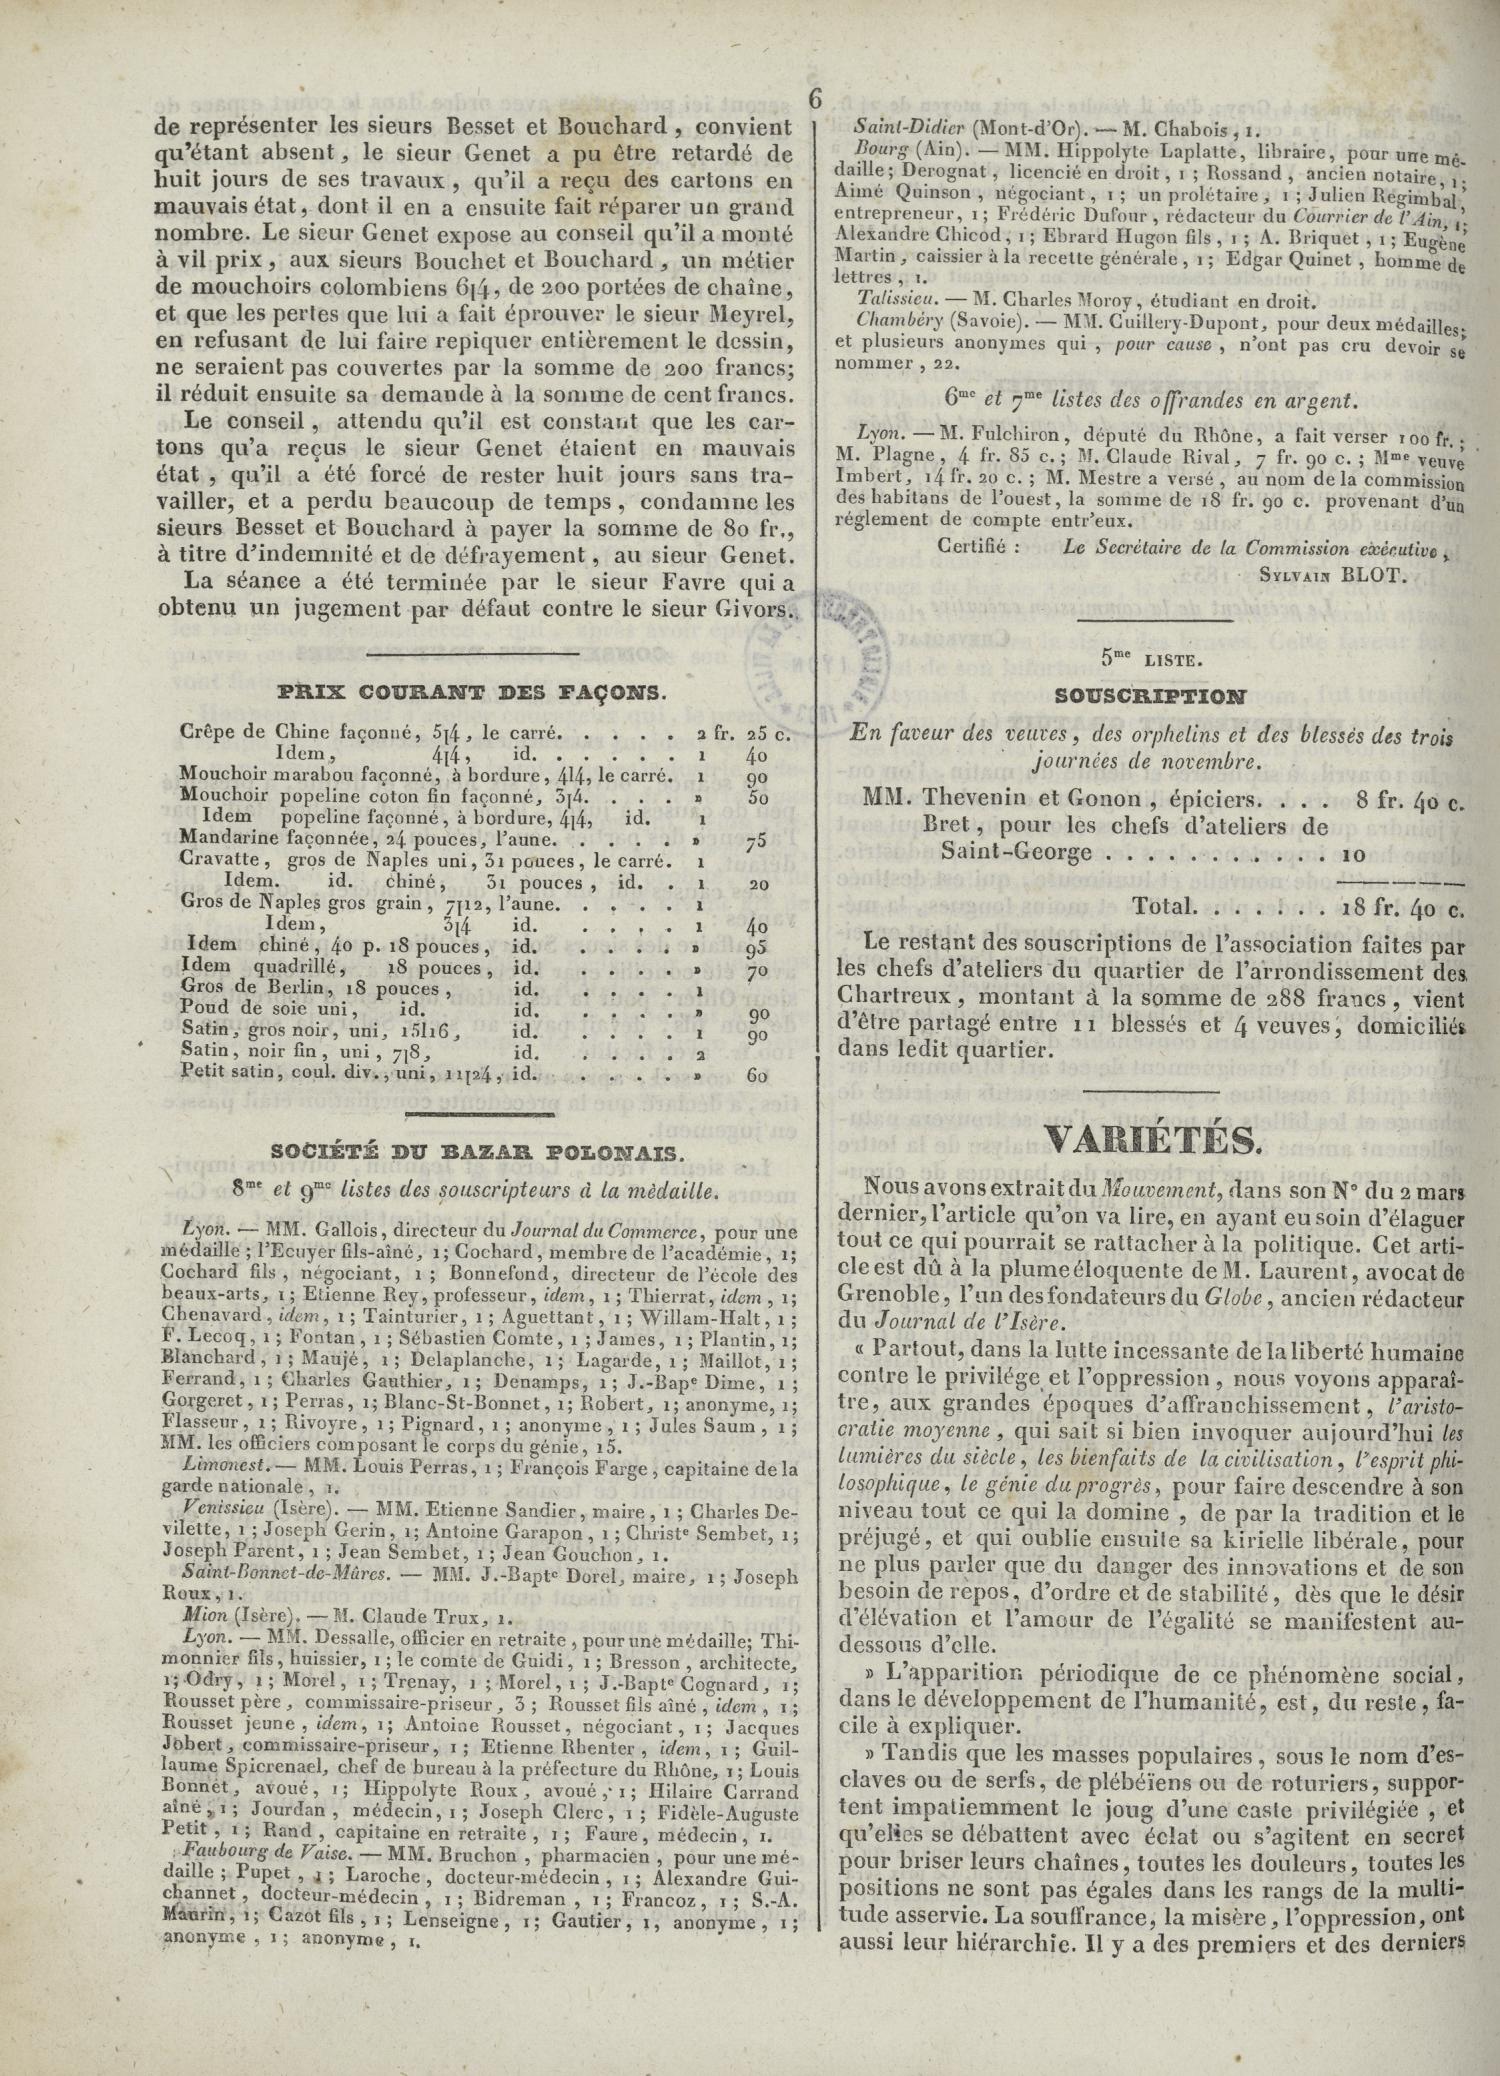 6
de représenter les sieurs Besset et Bouchard , convient
qu'étant absent , le sieur Genet a pu être retardé de
huit jours de ses travaux , qu'il a reçu des cartons en
mauvais état , dont il en a ensuite fait réparer un grand
nombre. Le sieur Genet expose au conseil qu'il a monté
à vil prix , aux sieurs Bouchet et Bouchard , un métier
de mouchoirs colombiens 6|4, de 200 portées de chaîne ,
et que les pertes que lui a fait éprouver le sieur Meyrel,
en refusant de lui faire repiquer entièrement le dessin,
ne seraient pas couvertes par la somme de 200 francs;
il réduit ensuite sa demande à la somme de cent francs.
Le conseil , attendu qu'il est constant que les car-
tons qu'a reçus le sieur Genet étaient en mauvais
état , qu'il a été forcé de rester huit jours sans tra-
vailler, et a perdu beaucoup de temps , condamne les
sieurs Besset et Bouchard à payer la somme de 80 fr.,
à titre d'indemnité et de défrayement , au sieur Genet.
La séance a été terminée par le sieur Favre qui a
obtenu un jugement par défaut contre le sieur Givors.
PRIX COURANT DES FAÇONS.
Crêpe de Chine façonné, 5|4 , le carré. . . . . . 2 fr. 25 c.
Idem, 4|4, id. . . . . . . 1 40
Mouchoir marabou façonné, à bordure, 4|4, le carré. 1 90
Mouchoir popeline coton fin façonné, 3|4. . . . . » 50
Idem popeline façonné, à bordure, 4|4, id. 1
Mandarine façonnée, 24 pouces, l'aune. . . . . . » 75
Cravatte , gros de Naples uni, 31 pouces, le carré. 1
Idem. id. chiné, 31 pouces , id. . 1 20
Gros de Naples gros grain, 7|12, l'aune. . . . . 1
Idem, 3|4 id. . . . . 1 40
Idem chiné , 40 p. 18 pouces, id. . . . . » 95
Idem quadrillé, 18 pouces , id. . . . . » 70
Gros de Berlin, 18 pouces , id. . . . . 1
Poud de soie uni, id. id. . . . . » 90
Satin, gros noir, uni, 15|16 , id. . . . . 1 90
Satin, noir fin , uni , 7|8, id. . . . . 2
Petit satin, coul. div., uni, 11|24, id. . . . . » 60
SOCIÉTÉ DU BAZAR POLONAIS.
8me et 9me listes des souscripteurs à la médaille.
Lyon. — MM. Gallois, directeur du Journal du Commerce, pour une
médaille ; l'Ecuyer fils-aîné, 1; Cochard, membre de l'académie, 1;
Cochard fils , négociant, 1 ; Bonnefond, directeur de l'école des
beaux-arts, 1 ; Etienne Rey, professeur, idem , 1 ; Thierrat, idem , 1;
Chenavard, idem, 1 ; Tainturier, 1 ; Aguettant, 1 ; Willam-Halt, 1 ;
F. Lecoq, 1 ; Fontan , 1 ; Sébastien Comte, 1 ; James, 1 ; Plantin, 1;
Blanchard , 1 ; Maujé, 1 ; Delaplanche, 1 ; Lagarde, 1 ; Maillot, 1 ;
Ferrand, 1 ; Charles Gauthier, 1 ; Denamps, 1 ; J.-Bape Dime, 1 ;
Gorgeret , 1 ; Perras, 1; Blanc-St-Bonnet, 1; Robert, 1; anonyme, 1;
Flasseur, 1 ; Rivoyre, 1 ; Pignard, 1 ; anonyme , 1 ; Jules Saum , 1 ;
MM. les officiers composant le corps du génie, 15.
Limonest. — MM. Louis Perras, 1 ; François Farge , capitaine de la
garde nationale , 1.
Venissieu (Isère). — MM. Etienne Sandier, maire , 1 ; Charles De-
vilette, 1 ; Joseph Gerin , 1; Antoine Garapon , 1 ; Christe Sembet, 1;
Joseph Parent, 1 ; Jean Sembet, 1 ; Jean Gouchon, 1.
Saint-Bonnet-de-Mûres. — MM. J.-Bapte Dorel, maire, 1 ; Joseph
Roux, 1.
Mion (Isère). — M. Claude Trux, 1.
Lyon. — MM. Dessalle, officier en retraite , pour une médaille; Thi-
monnier fils, huissier, 1 ; le comte de Guidi, 1 ; Bresson , architecte,
1; Odry, 1 ; Morel, 1 ; Trenay, 1 ; Morel, 1 ; J.-Bapte Cognard, 1;
Rousset père , commissaire-priseur, 3 ; Rousset fils aîné , idem , 1 ;
Rousset jeune , idem , 1; Antoine Rousset, négociant , 1 ; Jacques
Jobert , commissaire-priseur, 1 ; Etienne Rhenter , idem, 1 ; Guil-
laume Spicrenael, chef de bureau à la préfecture du Rhône, 1; Louis
Bonnet , avoué, 1; Hippolyte Roux, avoué , 1 ; Hilaire Carrand
aîné , 1 ; Jourdan , médecin, 1 ; Joseph Clerc, 1 ; Fidèle-Auguste
Petit , 1 ; Rand , capitaine en retraite , 1 ; Faure, médecin , 1.
Faubourg de Vaise. — MM. Bruchon , pharmacien , pour une mé-
daille ; Pupet , 1 ; Laroche, docteur-médecin , 1 ; Alexandre Gui-
channet , docteur-médecin , 1 ; Bidreman , 1 ; Francoz, 1 ; S.-A.
Maurin, 1; Cazot fils , 1 ; Lenseigne, 1; Gautier, 1, anonyme , 1 ;
anonyme , 1 ; anonyme, 1.
Saint-Didier (Mont-d'Or). — M. Chabois , 1.
Bourg (Ain). — MM. Hippolyte Laplatte, libraire, pour une mé-
daille; Derognat , licencié en droit , 1 ; Rossand , ancien notaire, 1;
Aimé Quinson , négociant , 1 ; un prolétaire, 1 ; Julien Regimbal,
entrepreneur, 1 ; Frédéric Dufour , rédacteur du Courrier de l'Ain, 1;
Alexandre Chicod , 1 ; Ebrard Hugon fils, 1 ; A. Briquet , 1 ; Eugène
Martin, caissier à la recette générale , 1 ; Edgar Quinet , homme de
lettres , 1.
Talissieu. — M. Charles Moroy, étudiant en droit.
Chambéry (Savoie). — MM. Guillery-Dupont, pour deux médailles;
et plusieurs anonymes qui , pour cause , n'ont pas cru devoir se
nommer , 22.
6me et 7me listes des offrandes en argent.
Lyon. — M. Fulchiron, député du Rhône, a fait verser 100 fr. ;
M. Plagne, 4 fr. 85 c. ; M. Claude Rival, 7 fr. 90 c. ; Mme veuve
Imbert, 14 fr. 20 c. ; M. Mestre a versé , au nom de la commission
des habitans de l'ouest, la somme de 18 fr. 90 c. provenant d'un
réglement de compte entr'eux.
Certifié : Le Secrétaire de la Commission exécutive ,
SYLVAIN BLOT.
5me LISTE.
SOUSCRIPTION
En faveur des veuves, des orphelins et des blessés des trois
journées de novembre.
MM. Thevenin et Gonon , épiciers. . . . 8 fr. 40 c.
Bret, pour les chefs d'ateliers de
Saint-George . . . . . . . . . . . 10
Total. . . . . . . 18 fr. 40 c.
Le restant des souscriptions de l'association faites par
les chefs d'ateliers du quartier de l'arrondissement des
Chartreux, montant à la somme de 288 francs, vient
d'être partagé entre 11 blessés et 4 veuves, domiciliés
dans ledit quartier.
VARIÉTÉS.
Nous avons extrait du Mouvement, dans son N° du 2 mars
dernier, l'article qu'on va lire, en ayant eu soin d'élaguer
tout ce qui pourrait se rattacher à la politique. Cet arti-
cle est dû à la plume éloquente de M. Laurent, avocat de
Grenoble, l'un des fondateurs du Globe, ancien rédacteur
du Journal de l'Isère.
« Partout, dans la lutte incessante de la liberté humaine
contre le privilége et l'oppression , nous voyons apparaî-
tre, aux grandes époques d'affranchissement, l'aristo-
cratie moyenne , qui sait si bien invoquer aujourd'hui les
lumières du siècle , les bienfaits de la civilisation, l'esprit phi-
losophique, le génie du progrès, pour faire descendre à son
niveau tout ce qui la domine , de par la tradition et le
préjugé, et qui oublie ensuite sa kirielle libérale, pour
ne plus parler que du danger des innovations et de son
besoin de repos, d'ordre et de stabilité, dès que le désir
d'élévation et l'amour de l'égalité se manifestent au-
dessous d'elle.
» L'apparition périodique de ce phénomène social,
dans le développement de l'humanité, est, du reste, fa-
cile à expliquer.
» Tandis que les masses populaires, sous le nom d'es-
claves ou de serfs, de plébéïens ou de roturiers, suppor-
tent impatiemment le joug d'une caste privilégiée , et
qu'elles se débattent avec éclat ou s'agitent en secret
pour briser leurs chaînes, toutes les douleurs, toutes les
positions ne sont pas égales dans les rangs de la multi-
tude asservie. La souffrance, la misère, l'oppression, ont
aussi leur hiérarchie. Il y a des premiers et des derniers